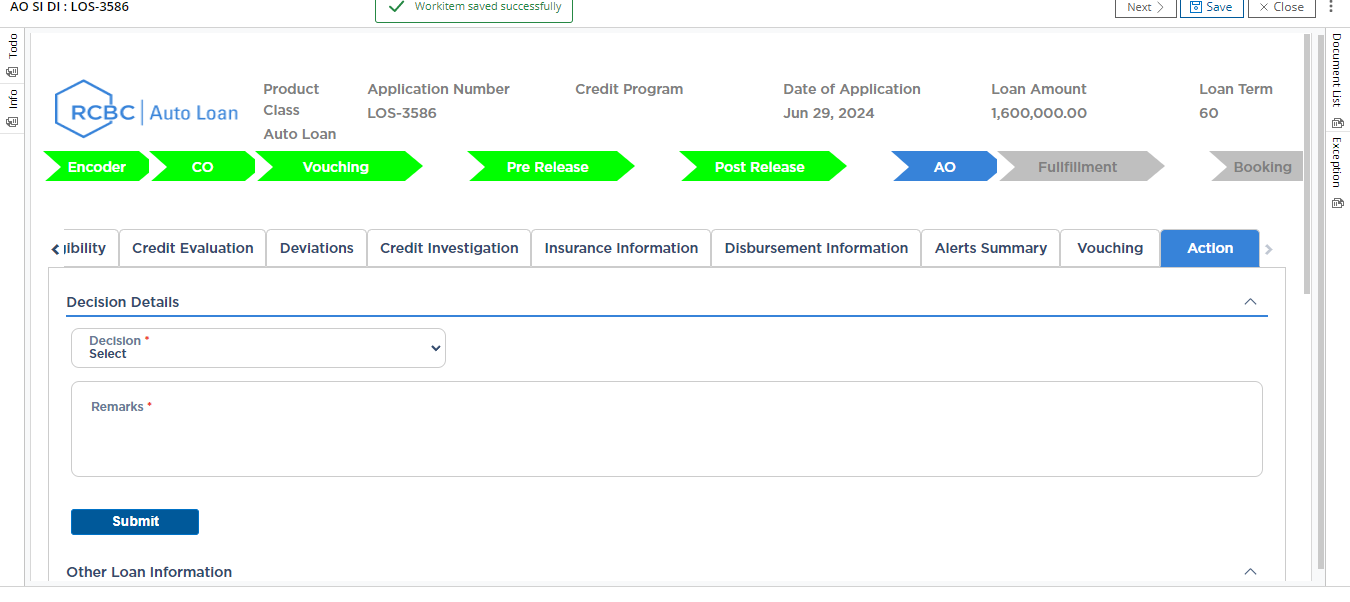 AO SI DI : LOS-3586
Workitem saved successfully
Next
Save
Close
Todo
Info
Document List
Exception
RCBC Auto Loan
Product Class
Auto Loan
Application Number
LOS-3586
Credit Program
Date of Application
Jun 29, 2024
Loan Amount
1,600,000.00
Loan Term
60
Encoder
CO
Vouching
Pre Release
Post Release
AO
Fullfillment
Booking
ibility
Credit Evaluation
Deviations
Credit Investigation
Insurance Information
Disbursement Information
Alerts Summary
Vouching
Action
Decision Details
Decision *
Select
Remarks *
Submit
Other Loan Information